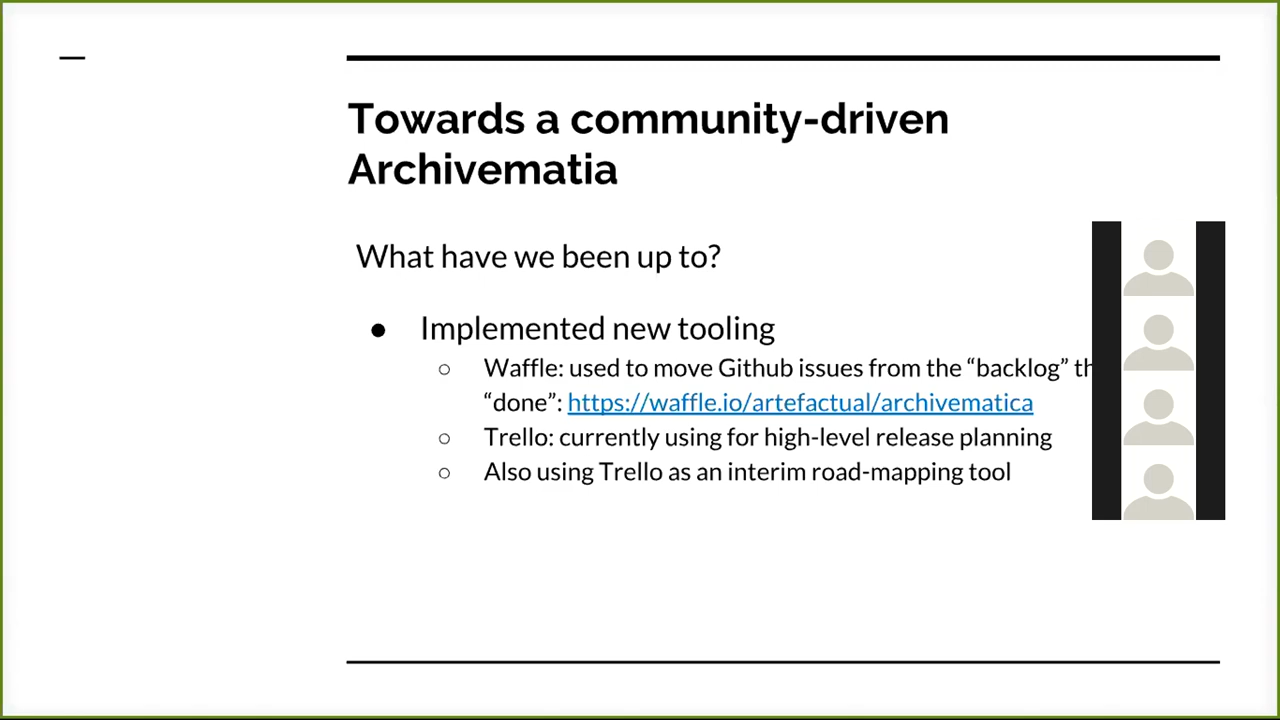 Towards a community-driven
Archivematia
What have we been up to?
● Implemented new tooling
○ Waffle: used to move Github issues from the “backlog”
“done”: https://waffle.io/artefactual/archivematica
○ Trello: currently using for high-level release planning
○ Also using Trello as an interim road-mapping tool